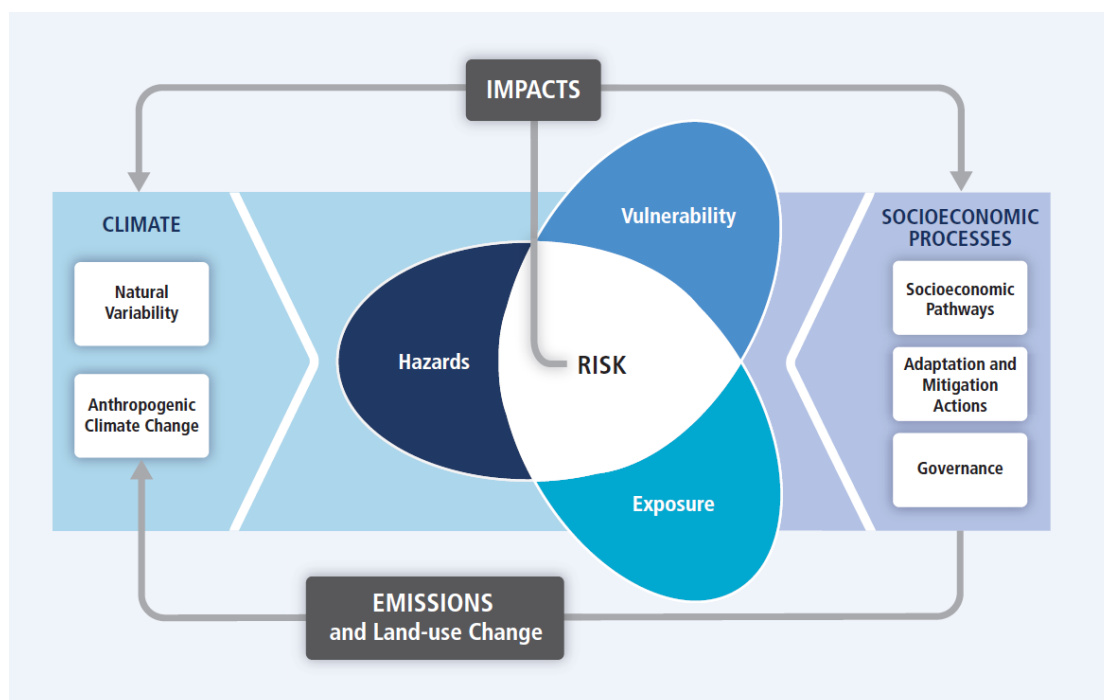 IMPACTS
CLIMATE
Natural
Variability
Anthropogenic
Climate Change
Vulnerability
Hazards
RISK
Exposure
SOCIOECONOMIC
PROCESSES
Socioeconomic
Pathways
Adaptation and
Mitigation
Actions
Governance
EMISSIONS
and Land-use Change